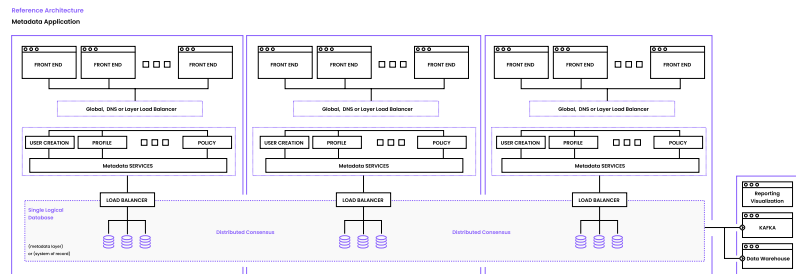 Reference Architecture
Metadata Application
FRONT END
FRONT END
FRONT END
FRONT END
FRONT END
FRONT END
FRONT END
FRONT END
FRONT END
Global, DNS or Layer Load Balancer
Global, DNS or Layer Load Balancer
Global, DNS or Layer Load Balancer
USER CREATION
PROFILE
POLICY
USER CREATION
PROFILE
POLICY
USER CREATION
PROFILE
POLICY
Metadata SERVICES
Metadata SERVICES
Metadata SERVICES
LOAD BALANCER
LOAD BALANCER
LOAD BALANCER
Single Logical
Database
Distributed Consensus
Distributed Consensus
(metadata layer)
or (system of record)
Reporting
Visualization
KAFKA
Data Warehouse